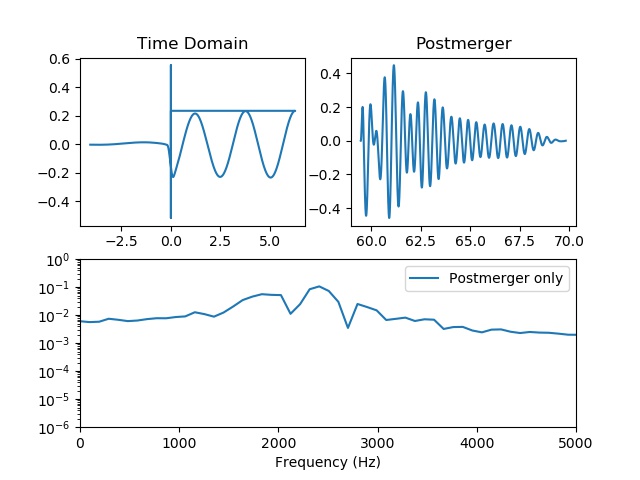 Time Domain
Postmerger
0.6
0.4
0.2
0.0
−0.2
−0.4
−2.5 0.0 2.5 5.0
0.4
0.2
0.0
−0.2
−0.4
60.0 62.5 65.0 67.5 70.0
10⁰
10⁻¹
10⁻²
10⁻³
10⁻⁴
10⁻⁵
10⁻⁶
Postmerger only
0 1000 2000 3000 4000 5000
Frequency (Hz)